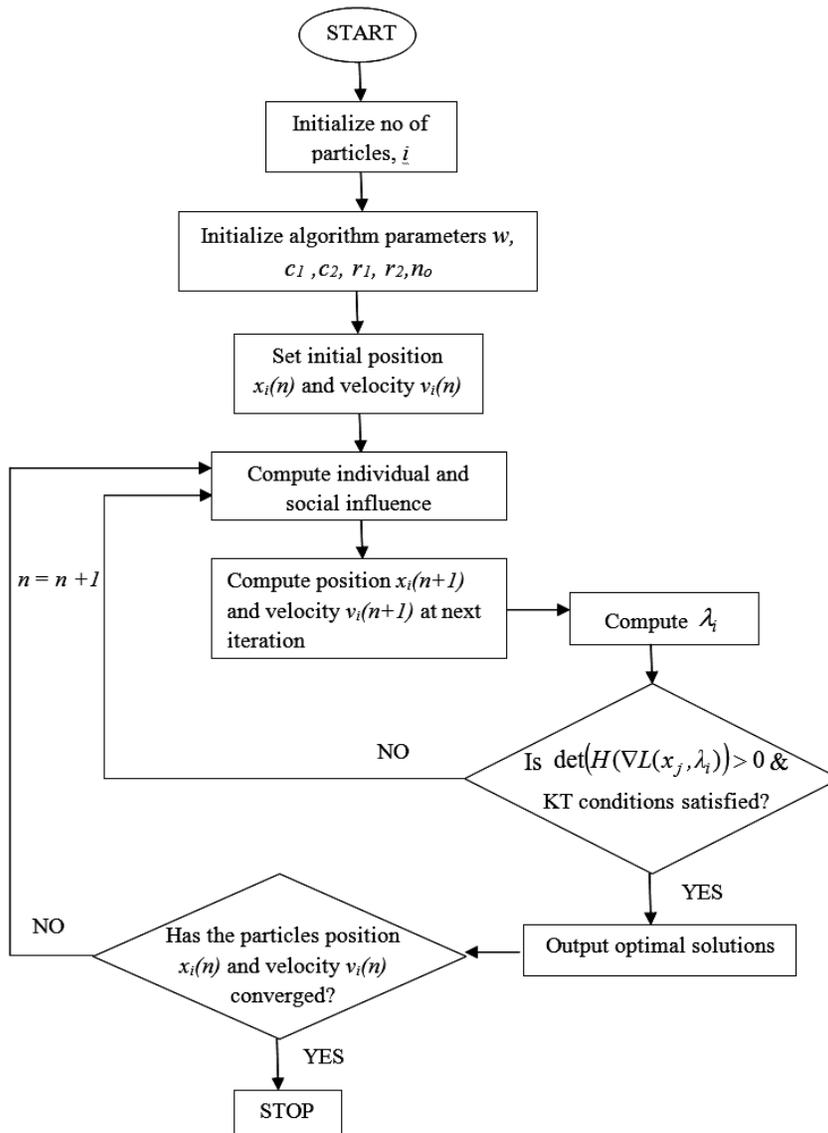 START
Initialize no of
particles, i
Initialize algorithm parameters w,
c₁ ,c₂, r₁, r₂,nₒ
Set initial position
xᵢ(n) and velocity vᵢ(n)
Compute individual and
social influence
n = n +1
Compute position xᵢ(n+1)
and velocity vᵢ(n+1) at next
iteration
Compute λᵢ
NO
Is det(H(∇L(xⱼ,λᵢ))>0 &
KT conditions satisfied?
YES
Output optimal solutions
NO
Has the particles position
xᵢ(n) and velocity vᵢ(n)
converged?
YES
STOP